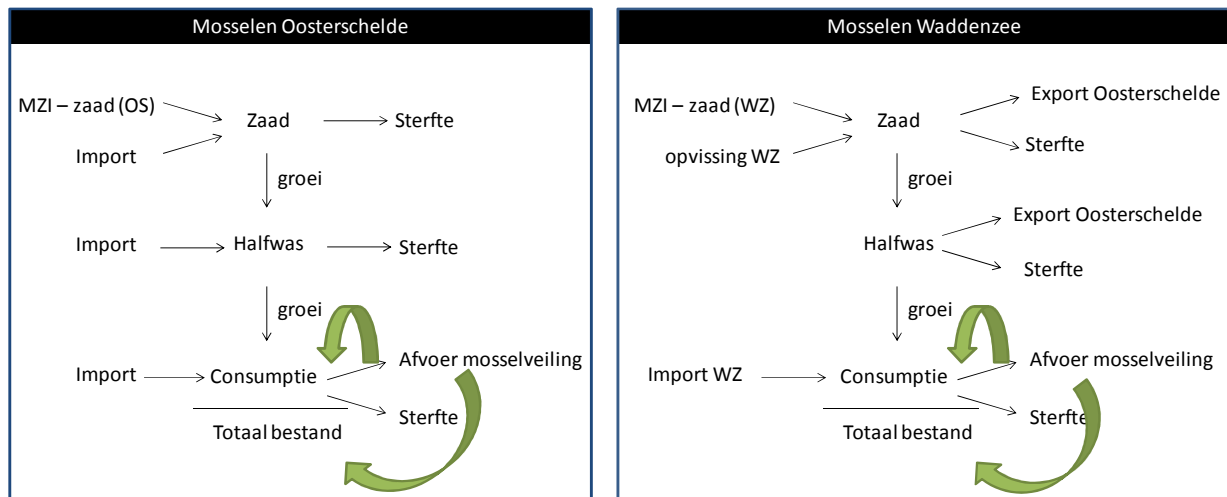 Mosselen Oosterschelde
MZI – zaad (OS)
Zaad
Sterfte
Import
groei
Import
Halfwas
Sterfte
groei
Import
Consumptie
Afvoer mosselveiling
Sterfte
Totaal bestand
Mosselen Waddenzee
MZI – zaad (WZ)
Zaad
Export Oosterschelde
Sterfte
opvissing WZ
groei
Halfwas
Export Oosterschelde
Sterfte
groei
Import WZ
Consumptie
Afvoer mosselveiling
Sterfte
Totaal bestand